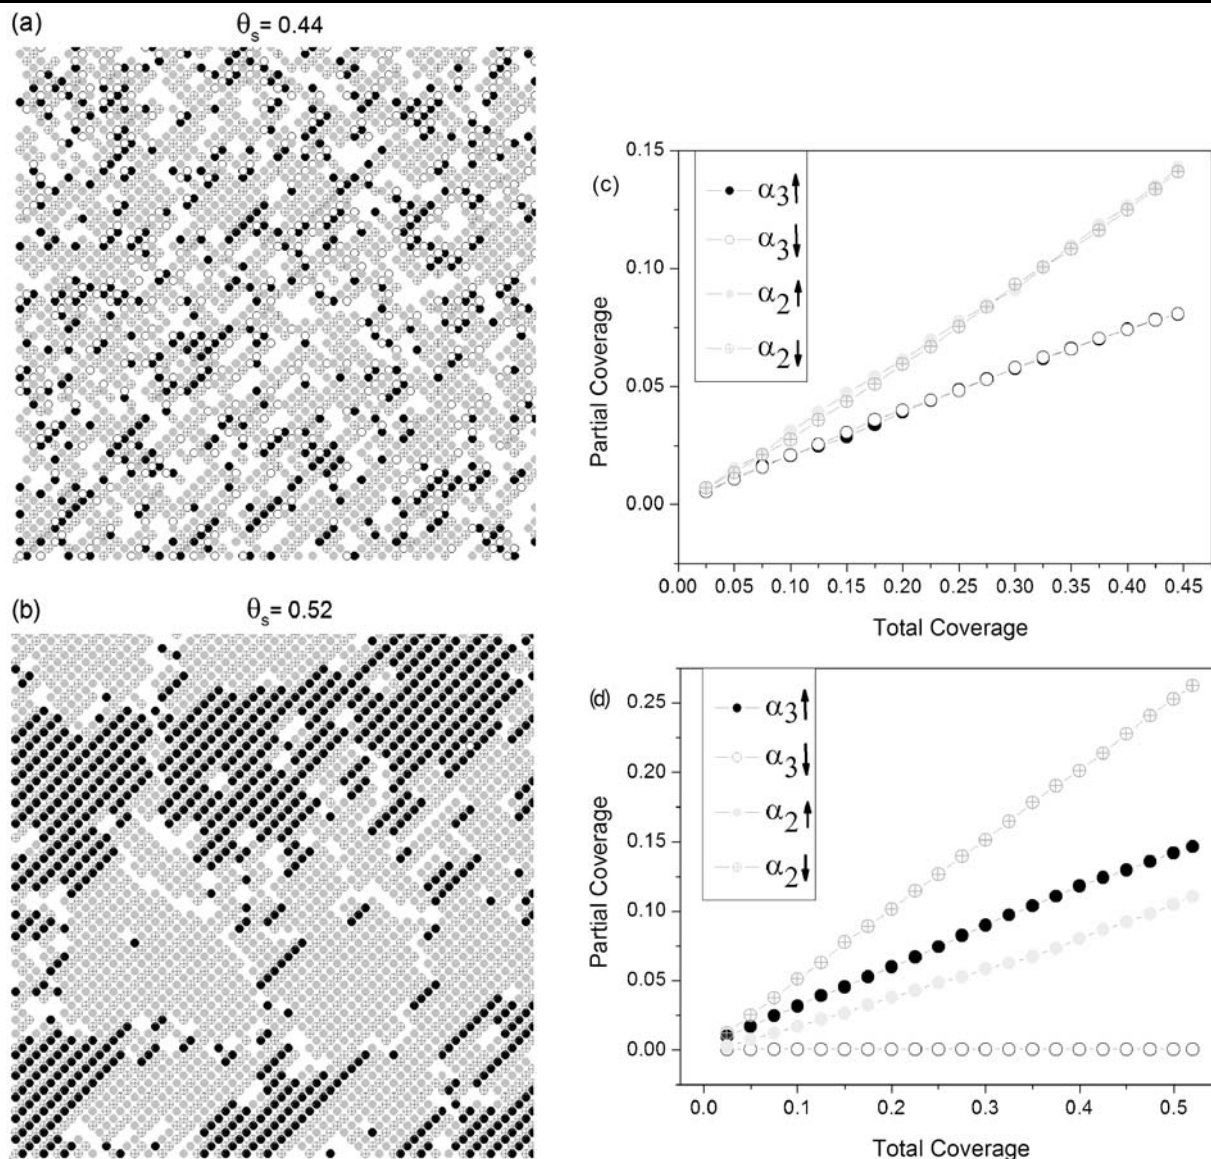 (a)
θs= 0.44
(b)
θs= 0.52
(c)
0.15
0.10
0.05
0.00
Partial Coverage
α3↑
α3↓
α2↑
α2↓
0.00 0.05 0.10 0.15 0.20 0.25 0.30 0.35 0.40 0.45
Total Coverage
(d)
0.25
0.20
0.15
0.10
0.05
0.00
Partial Coverage
α3↑
α3↓
α2↑
α2↓
0.0 0.1 0.2 0.3 0.4 0.5
Total Coverage